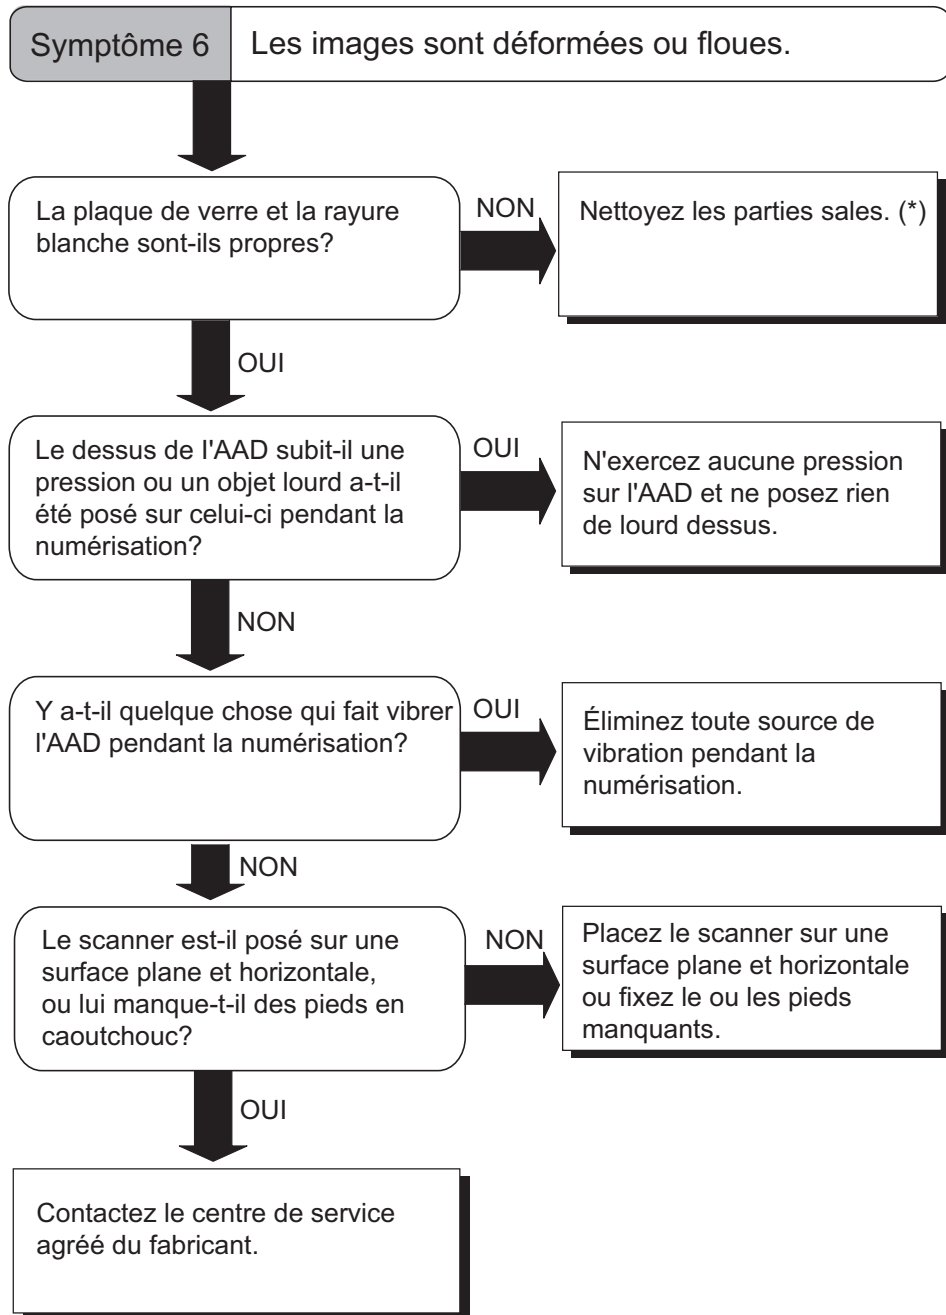 Symptôme 6 Les images sont déformées ou floues.
La plaque de verre et la rayure
blanche sont-ils propres?
NON
Nettoyez les parties sales. (*)
OUI
Le dessus de l'AAD subit-il une
pression ou un objet lourd a-t-il
été posé sur celui-ci pendant la
numérisation?
OUI
N'exercez aucune pression
sur l'AAD et ne posez rien
de lourd dessus.
NON
Y a-t-il quelque chose qui fait vibrer
l'AAD pendant la numérisation?
OUI
Éliminez toute source de
vibration pendant la
numérisation.
NON
Le scanner est-il posé sur une
surface plane et horizontale,
ou lui manque-t-il des pieds en
caoutchouc?
NON
Placez le scanner sur une
surface plane et horizontale
ou fixez le ou les pieds
manquants.
OUI
Contactez le centre de service
agréé du fabricant.